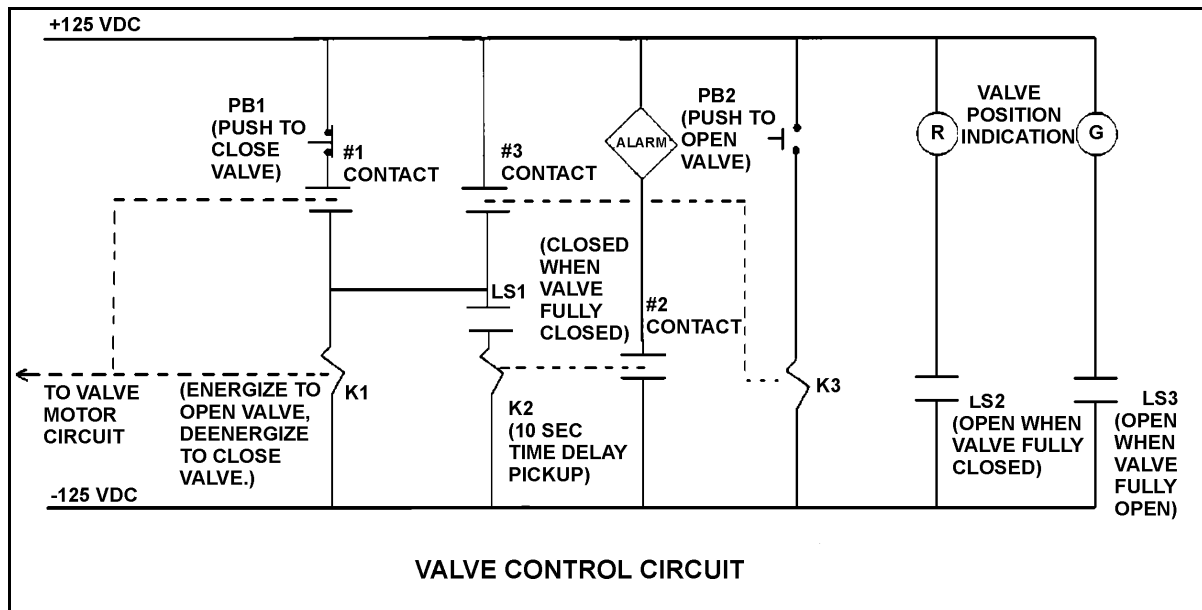 +125 VDC
PB1
(PUSH TO
CLOSE
VALVE)
#1
CONTACT
#3
CONTACT
ALARM
PB2
(PUSH TO
OPEN
VALVE)
R
VALVE
POSITION
INDICATION
G
(CLOSED
WHEN
VALVE
FULLY
CLOSED)
LS1
#2
CONTACT
TO VALVE
MOTOR
CIRCUIT
(ENERGIZE TO
OPEN VALVE,
DEENERGIZE
TO CLOSE
VALVE.)
K1
K2
(10 SEC
TIME DELAY
PICKUP)
K3
LS2
(OPEN WHEN
VALVE FULLY
CLOSED)
LS3
(OPEN
WHEN
VALVE
FULLY
OPEN)
-125 VDC
VALVE CONTROL CIRCUIT